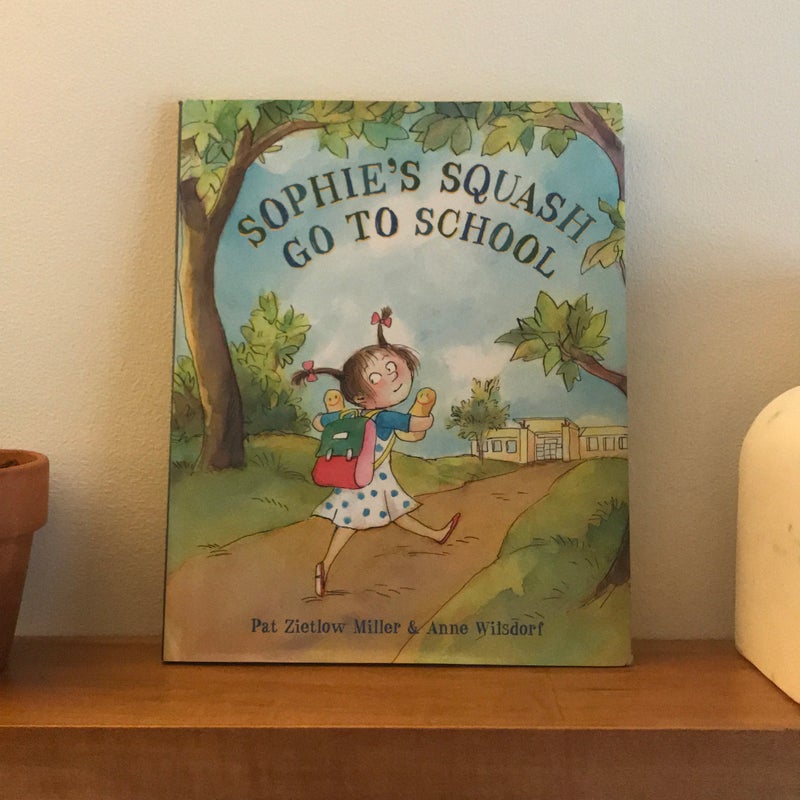 SOPHIE'S SQUASH
GO TO SCHOOL
Pat Zietlow Miller & Anne Wilsdorf